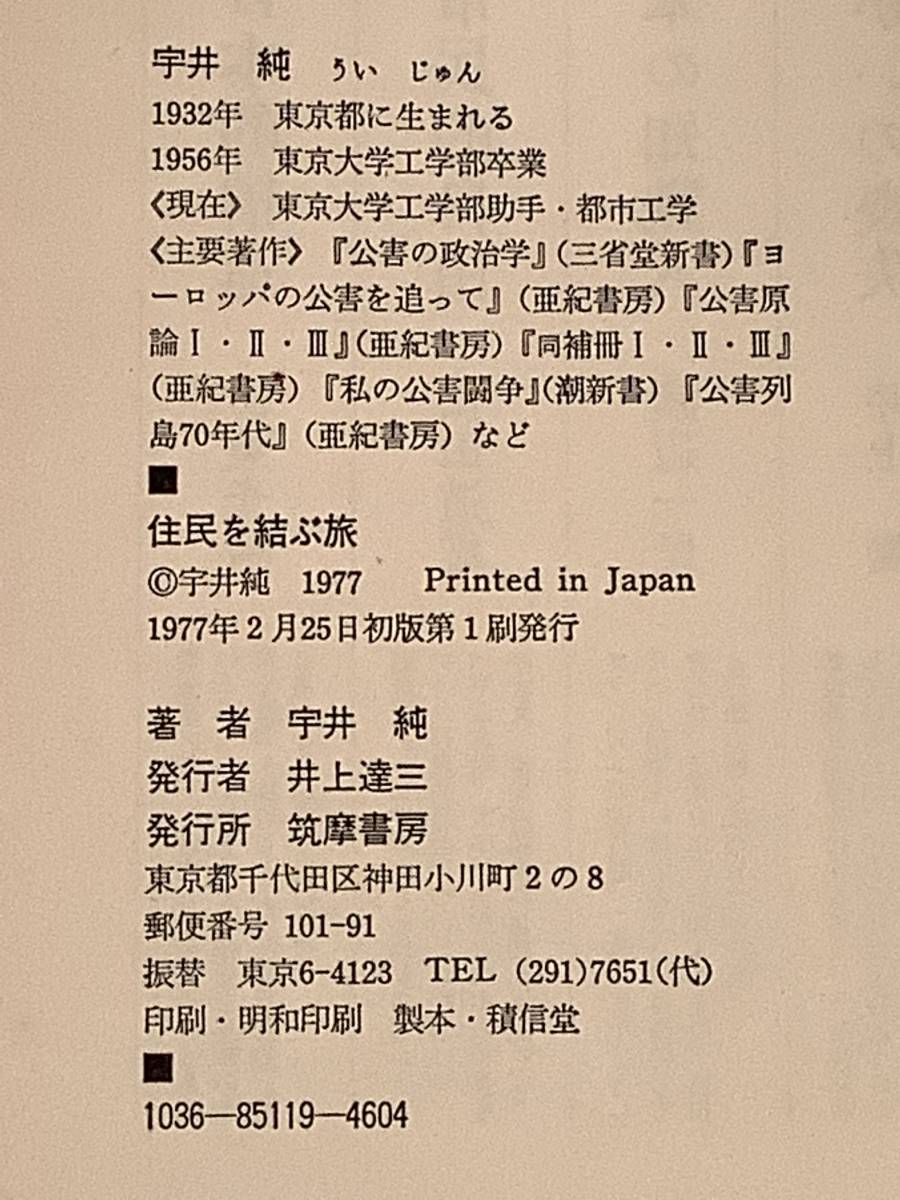 宇井　純　うい　じゅん
1932年　東京都に生まれる
1956年　東京大学工学部卒業
〈現在〉　東京大学工学部助手・都市工学
〈主要著作〉『公害の政治学』(三省堂新書)『ヨ
ーロッパの公害を追って』(亜紀書房)『公害原
論Ⅰ・Ⅱ・Ⅲ』(亜紀書房)『同補冊Ⅰ・Ⅱ・Ⅲ』
(亜紀書房)『私の公害闘争』(潮新書)『公害列
島70年代』(亜紀書房)など
■
住民を結ぶ旅
©宇井純　1977　Printed in Japan
1977年2月25日初版第1刷発行
著　者　宇井　純
発行者　井上達三
発行所　筑摩書房
東京都千代田区神田小川町2の8
郵便番号 101-91
振替　東京6-4123　TEL (291)7651(代)
印刷・明和印刷　製本・積信堂
■
1036—85119—4604